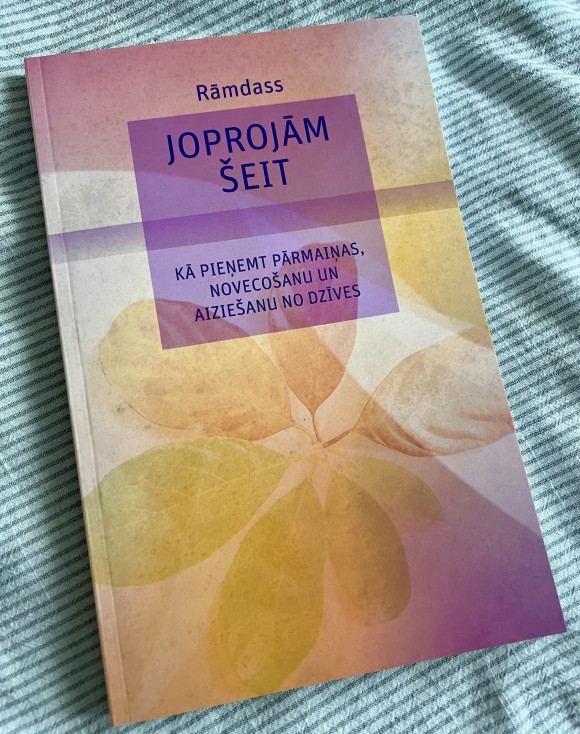 Rāmdass
JOPROJĀM
ŠEIT
KĀ PIEŅEMT PĀRMAIŅAS,
NOVECOŠANU UN
AIZIEŠANU NO DZĪVES